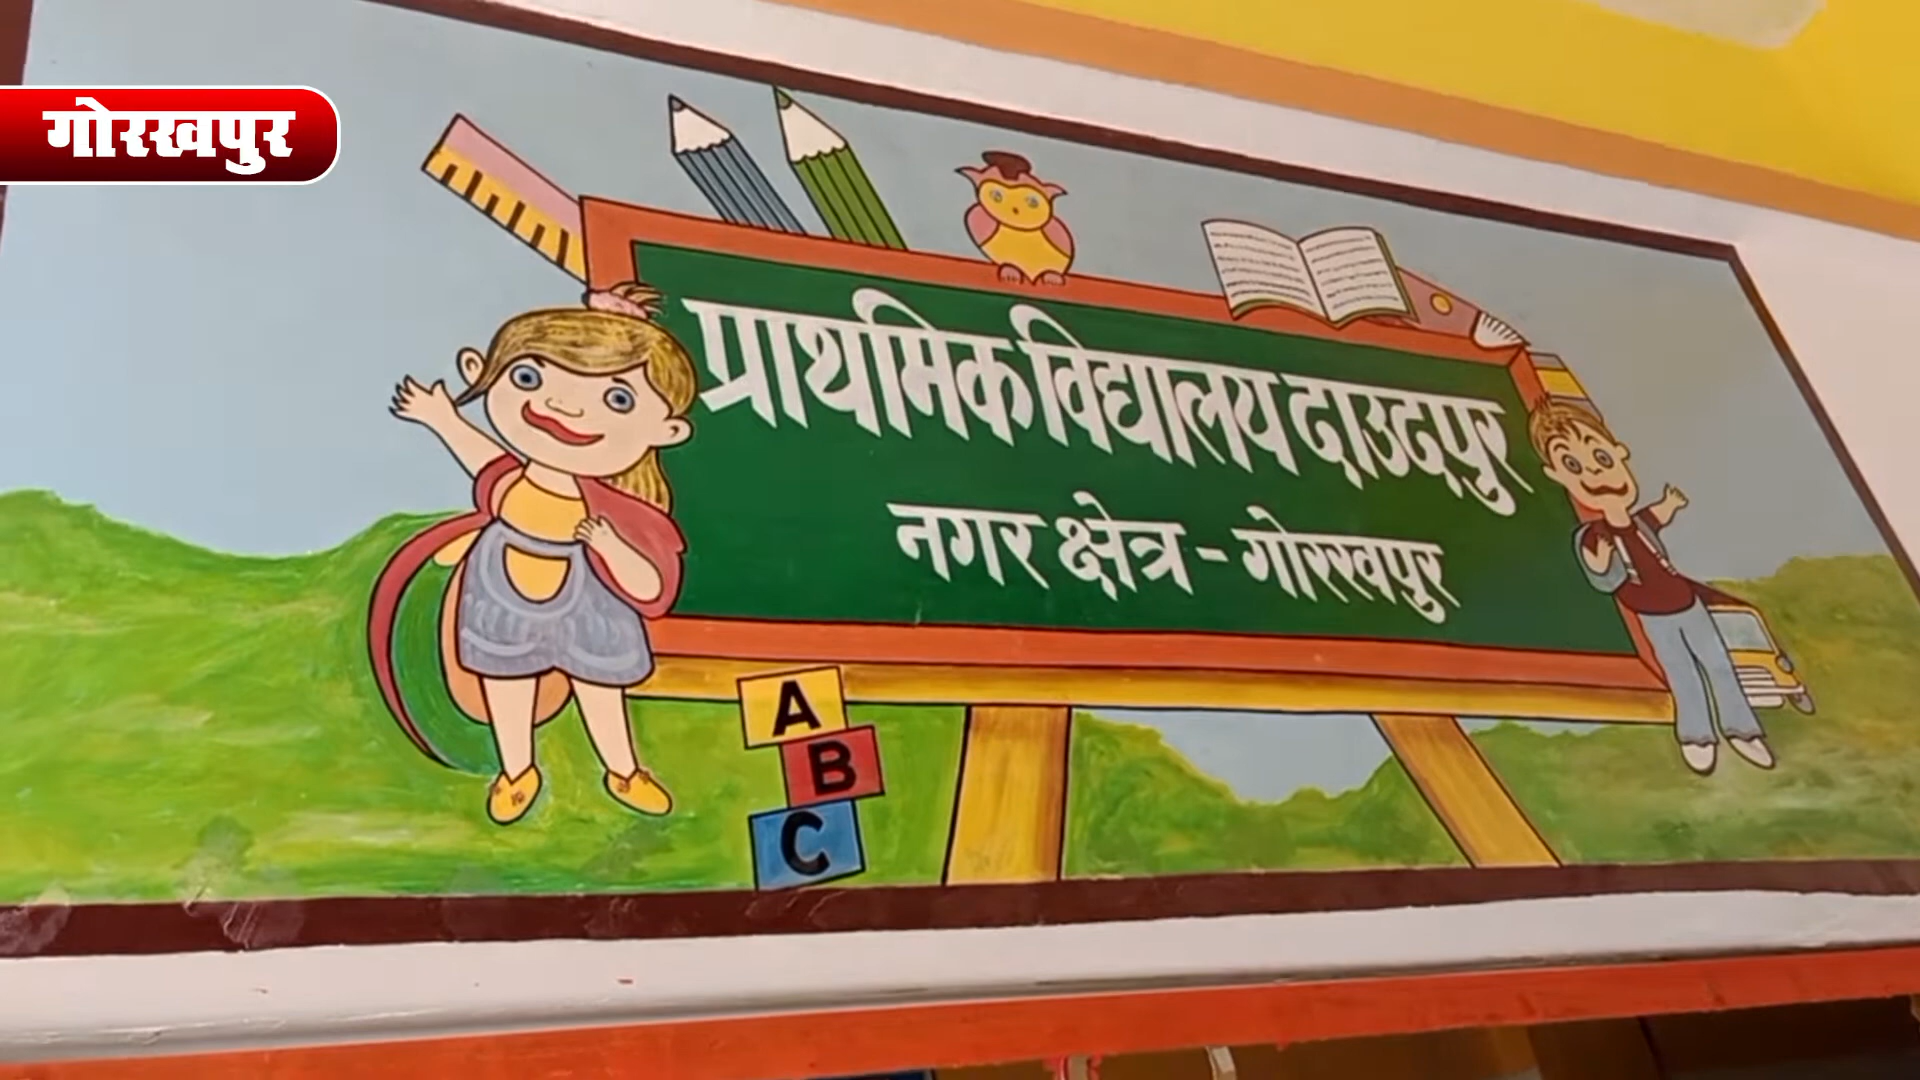 गोरखपुर
प्राथमिक विद्यालय दाउदपुर
नगर क्षेत्र - गोरखपुर
A
B
C